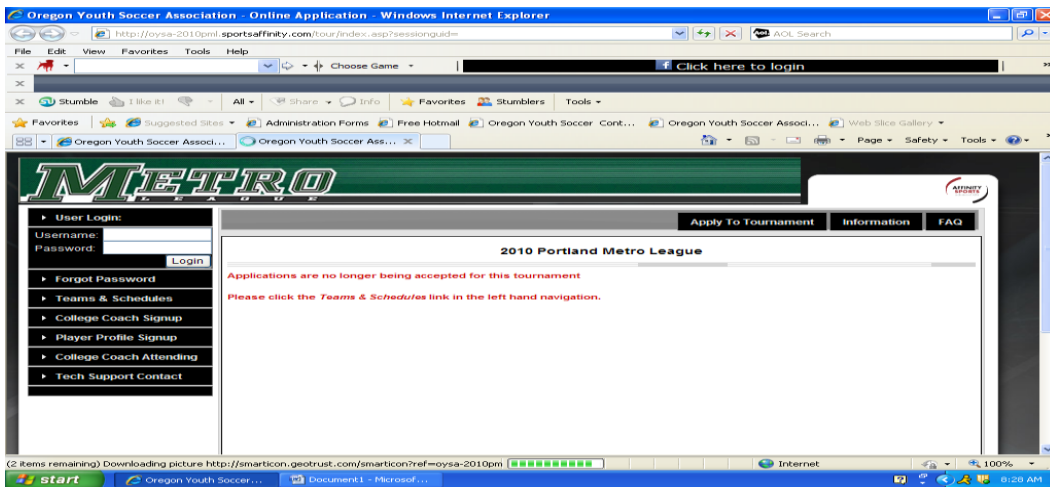 Oregon Youth Soccer Association - Online Application - Windows Internet Explorer
http://oysa-2010pml.sportsaffinity.com/tour/index.asp?sessionguid=
AOL Search
File Edit View Favorites Tools Help
Choose Game
Click here to login
Stumble I like it! All Share Info Favorites Stumblers Tools
Favorites Suggested Sites Administration Forms Free Hotmail Oregon Youth Soccer Cont... Oregon Youth Soccer Associ... Web Slice Gallery
Oregon Youth Soccer Associ... Oregon Youth Soccer Ass... Page Safety Tools
METRO
LEAGUE
AFFINITY
SPORTS
User Login:
Username:
Password:
Login
Forgot Password
Teams & Schedules
College Coach Signup
Player Profile Signup
College Coach Attending
Tech Support Contact
Apply To Tournament Information FAQ
2010 Portland Metro League
Applications are no longer being accepted for this tournament
Please click the Teams & Schedules link in the left hand navigation.
(2 items remaining) Downloading picture http://smarticon.geotrust.com/smarticon?ref=oysa-2010pm
Internet 100%
start Oregon Youth Soccer... Document1 - Microsof... 8:28 AM